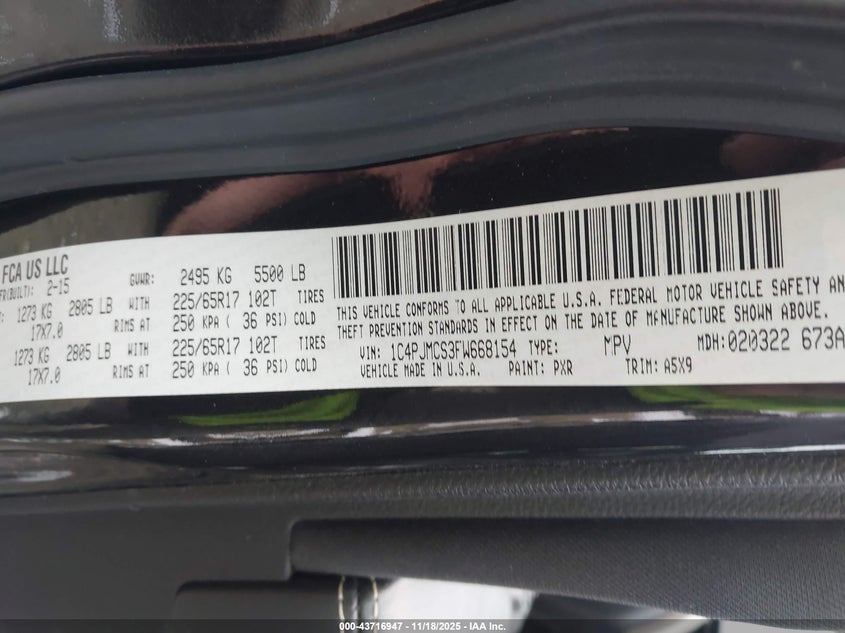 FCA US LLC
FR(BUILT): 2-15
GVWR: 2495 KG 5500 LB
1273 KG 2805 LB WITH 225/65R17 102T TIRES
17X7.0 RIMS AT 250 KPA ( 36 PSI) COLD
1273 KG 2805 LB WITH 225/65R17 102T TIRES
17X7.0 RIMS AT 250 KPA ( 36 PSI) COLD
THIS VEHICLE CONFORMS TO ALL APPLICABLE U.S.A. FEDERAL MOTOR VEHICLE SAFETY AN
THEFT PREVENTION STANDARDS IN EFFECT ON THE DATE OF MANUFACTURE SHOWN ABOVE.
VIN: 1C4PJMCS3FW668154 TYPE: MPV MDH:020322 673A
VEHICLE MADE IN U.S.A. PAINT: PXR TRIM: A5X9
000-43716947 - 11/18/2025 - IAA Inc.